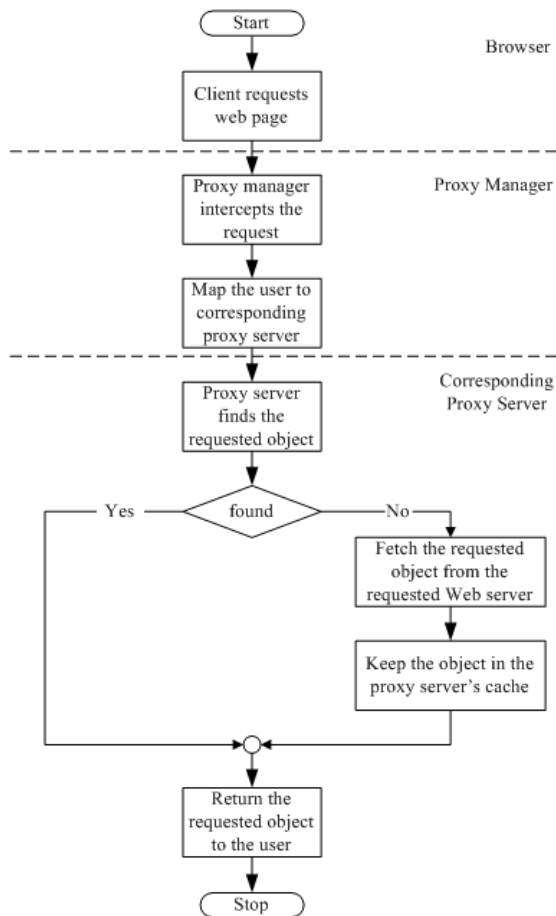 Start
Browser
Client requests
web page
Proxy manager
intercepts the
request
Proxy Manager
Map the user to
corresponding
proxy server
Corresponding
Proxy Server
Proxy server
finds the
requested object
Yes
found
No
Fetch the requested
object from the
requested Web server
Keep the object in the
proxy server’s cache
Return the
requested object
to the user
Stop